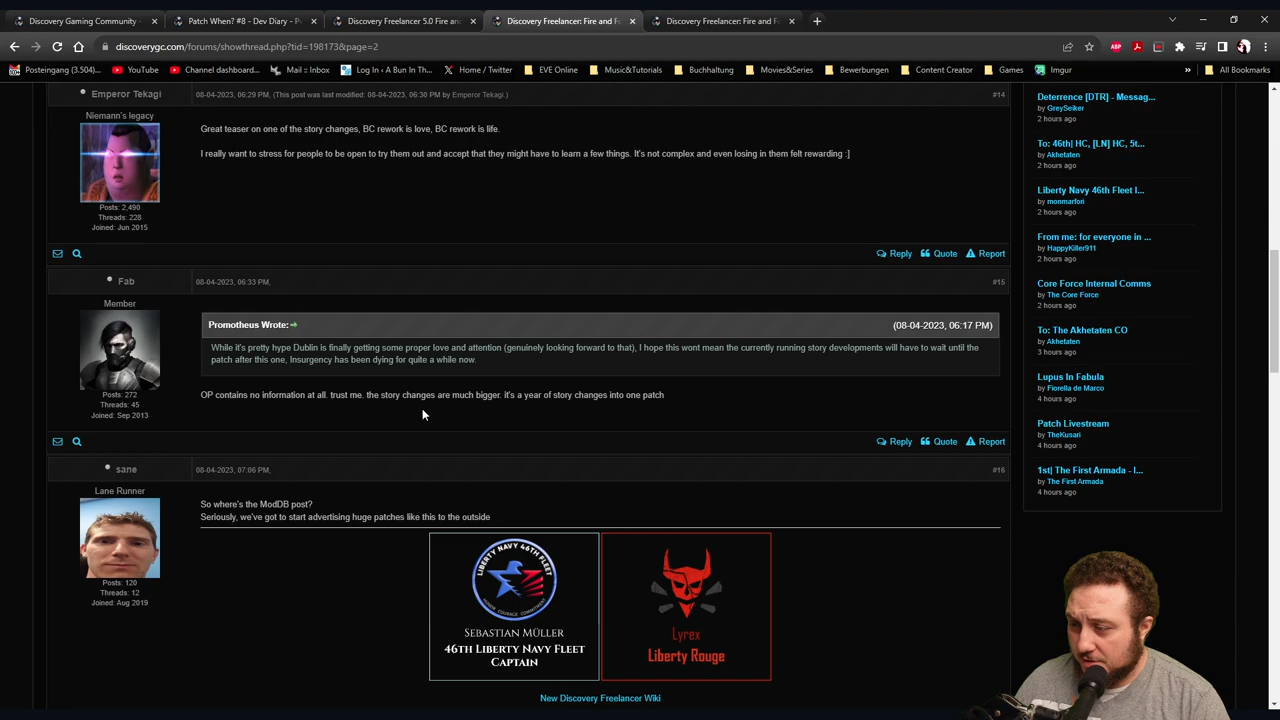 Discovery Gaming Community -
Patch When? #8 - Dev Diary - P
Discovery Freelancer 5.0 Fire and
Discovery Freelancer: Fire and F
Discovery Freelancer: Fire and F
discoverygc.com/forums/showthread.php?tid=198173&page=2
Posteingang (3.504)...
YouTube
Channel dashboard...
Mail :: Inbox
Log In ‹ A Bun In Th...
Home / Twitter
EVE Online
Music&Tutorials
Buchhaltung
Movies&Series
Bewerbungen
Content Creator
Games
Imgur
All Bookmarks
Emperor Tekagi
08-04-2023, 06:29 PM, (This post was last modified: 08-04-2023, 06:30 PM by Emperor Tekagi.)
#14
Niemann's legacy
Great teaser on one of the story changes, BC rework is love, BC rework is life.
I really want to stress for people to be open to try them out and accept that they might have to learn a few things. It's not complex and even losing in them felt rewarding :]
Posts: 2,490
Threads: 228
Joined: Jun 2015
Reply
Quote
Report
Fab
08-04-2023, 06:33 PM,
#15
Member
Promotheus Wrote:
(08-04-2023, 06:17 PM)
While it's pretty hype Dublin is finally getting some proper love and attention (genuinely looking forward to that), I hope this wont mean the currently running story developments will have to wait until the
patch after this one, Insurgency has been dying for quite a while now.
OP contains no information at all. trust me. the story changes are much bigger. it's a year of story changes into one patch
Posts: 272
Threads: 45
Joined: Sep 2013
Reply
Quote
Report
sane
08-04-2023, 07:06 PM,
#16
Lane Runner
So where's the ModDB post?
Seriously, we've got to start advertising huge patches like this to the outside
Posts: 120
Threads: 12
Joined: Aug 2019
LIBERTY NAVY 46TH FLEET
HONOR COURAGE COMMITMENT
SEBASTIAN MÜLLER
46TH LIBERTY NAVY FLEET
CAPTAIN
Lyrex
Liberty Rouge
New Discovery Freelancer Wiki
Deterrence [DTR] - Messag...
by GreySeiker
2 hours ago
To: 46th| HC, [LN] HC, 5t...
by Akhetaten
2 hours ago
Liberty Navy 46th Fleet I...
by monmarfori
2 hours ago
From me: for everyone in ...
by HappyKiller911
2 hours ago
Core Force Internal Comms
by The Core Force
2 hours ago
To: The Akhetaten CO
by Akhetaten
3 hours ago
Lupus In Fabula
by Fiorella de Marco
4 hours ago
Patch Livestream
by TheKusari
4 hours ago
1st| The First Armada - I...
by The First Armada
4 hours ago